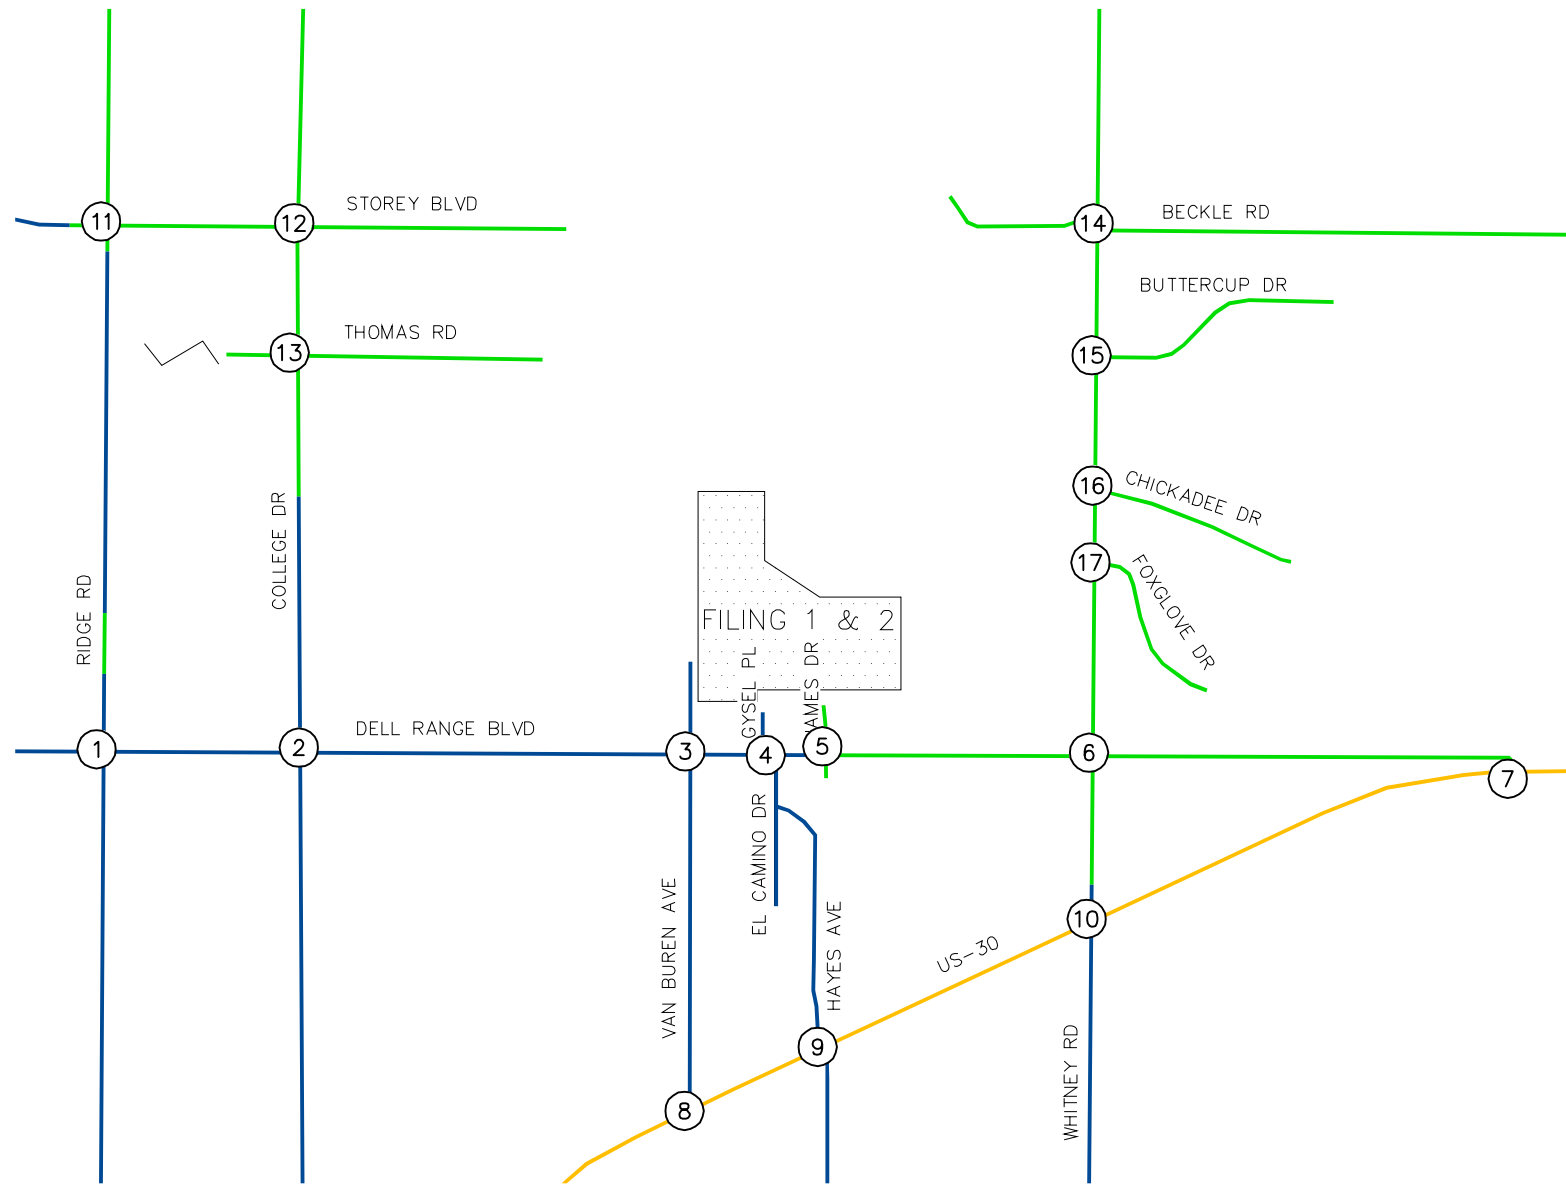 11
12
STOREY BLVD
14
BECKLE RD
BUTTERCUP DR
THOMAS RD
13
15
16
CHICKADEE DR
COLLEGE DR
17
FOXGLOVE DR
RIDGE RD
FILING 1 & 2
GYSEL PL
JAMES DR
DELL RANGE BLVD
1
2
3
4
5
6
7
EL CAMINO DR
VAN BUREN AVE
HAYES AVE
10
US-30
9
WHITNEY RD
8